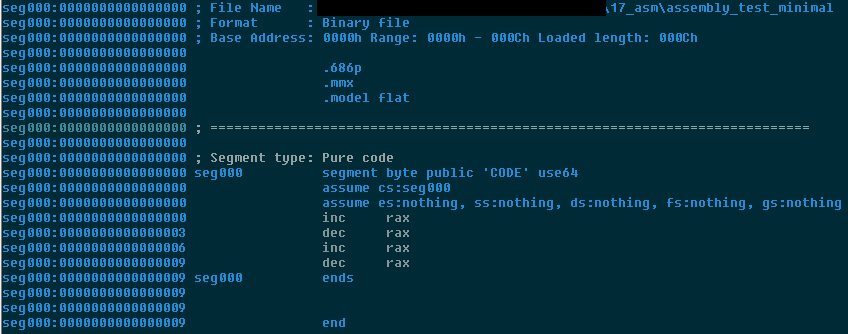 seg000:0000000000000000 ; File Name   : \17_asm\assembly_test_minimal
seg000:0000000000000000 ; Format      : Binary file
seg000:0000000000000000 ; Base Address: 0000h Range: 0000h - 000Ch Loaded length: 000Ch
seg000:0000000000000000
seg000:0000000000000000                 .686p
seg000:0000000000000000                 .mmx
seg000:0000000000000000                 .model flat
seg000:0000000000000000
seg000:0000000000000000 ; ===========================================================================
seg000:0000000000000000
seg000:0000000000000000 ; Segment type: Pure code
seg000:0000000000000000 seg000          segment byte public 'CODE' use64
seg000:0000000000000000                 assume cs:seg000
seg000:0000000000000000                 assume es:nothing, ss:nothing, ds:nothing, fs:nothing, gs:nothing
seg000:0000000000000000                 inc     rax
seg000:0000000000000003                 dec     rax
seg000:0000000000000006                 inc     rax
seg000:0000000000000009                 dec     rax
seg000:0000000000000009 seg000          ends
seg000:0000000000000009
seg000:0000000000000009
seg000:0000000000000009                 end